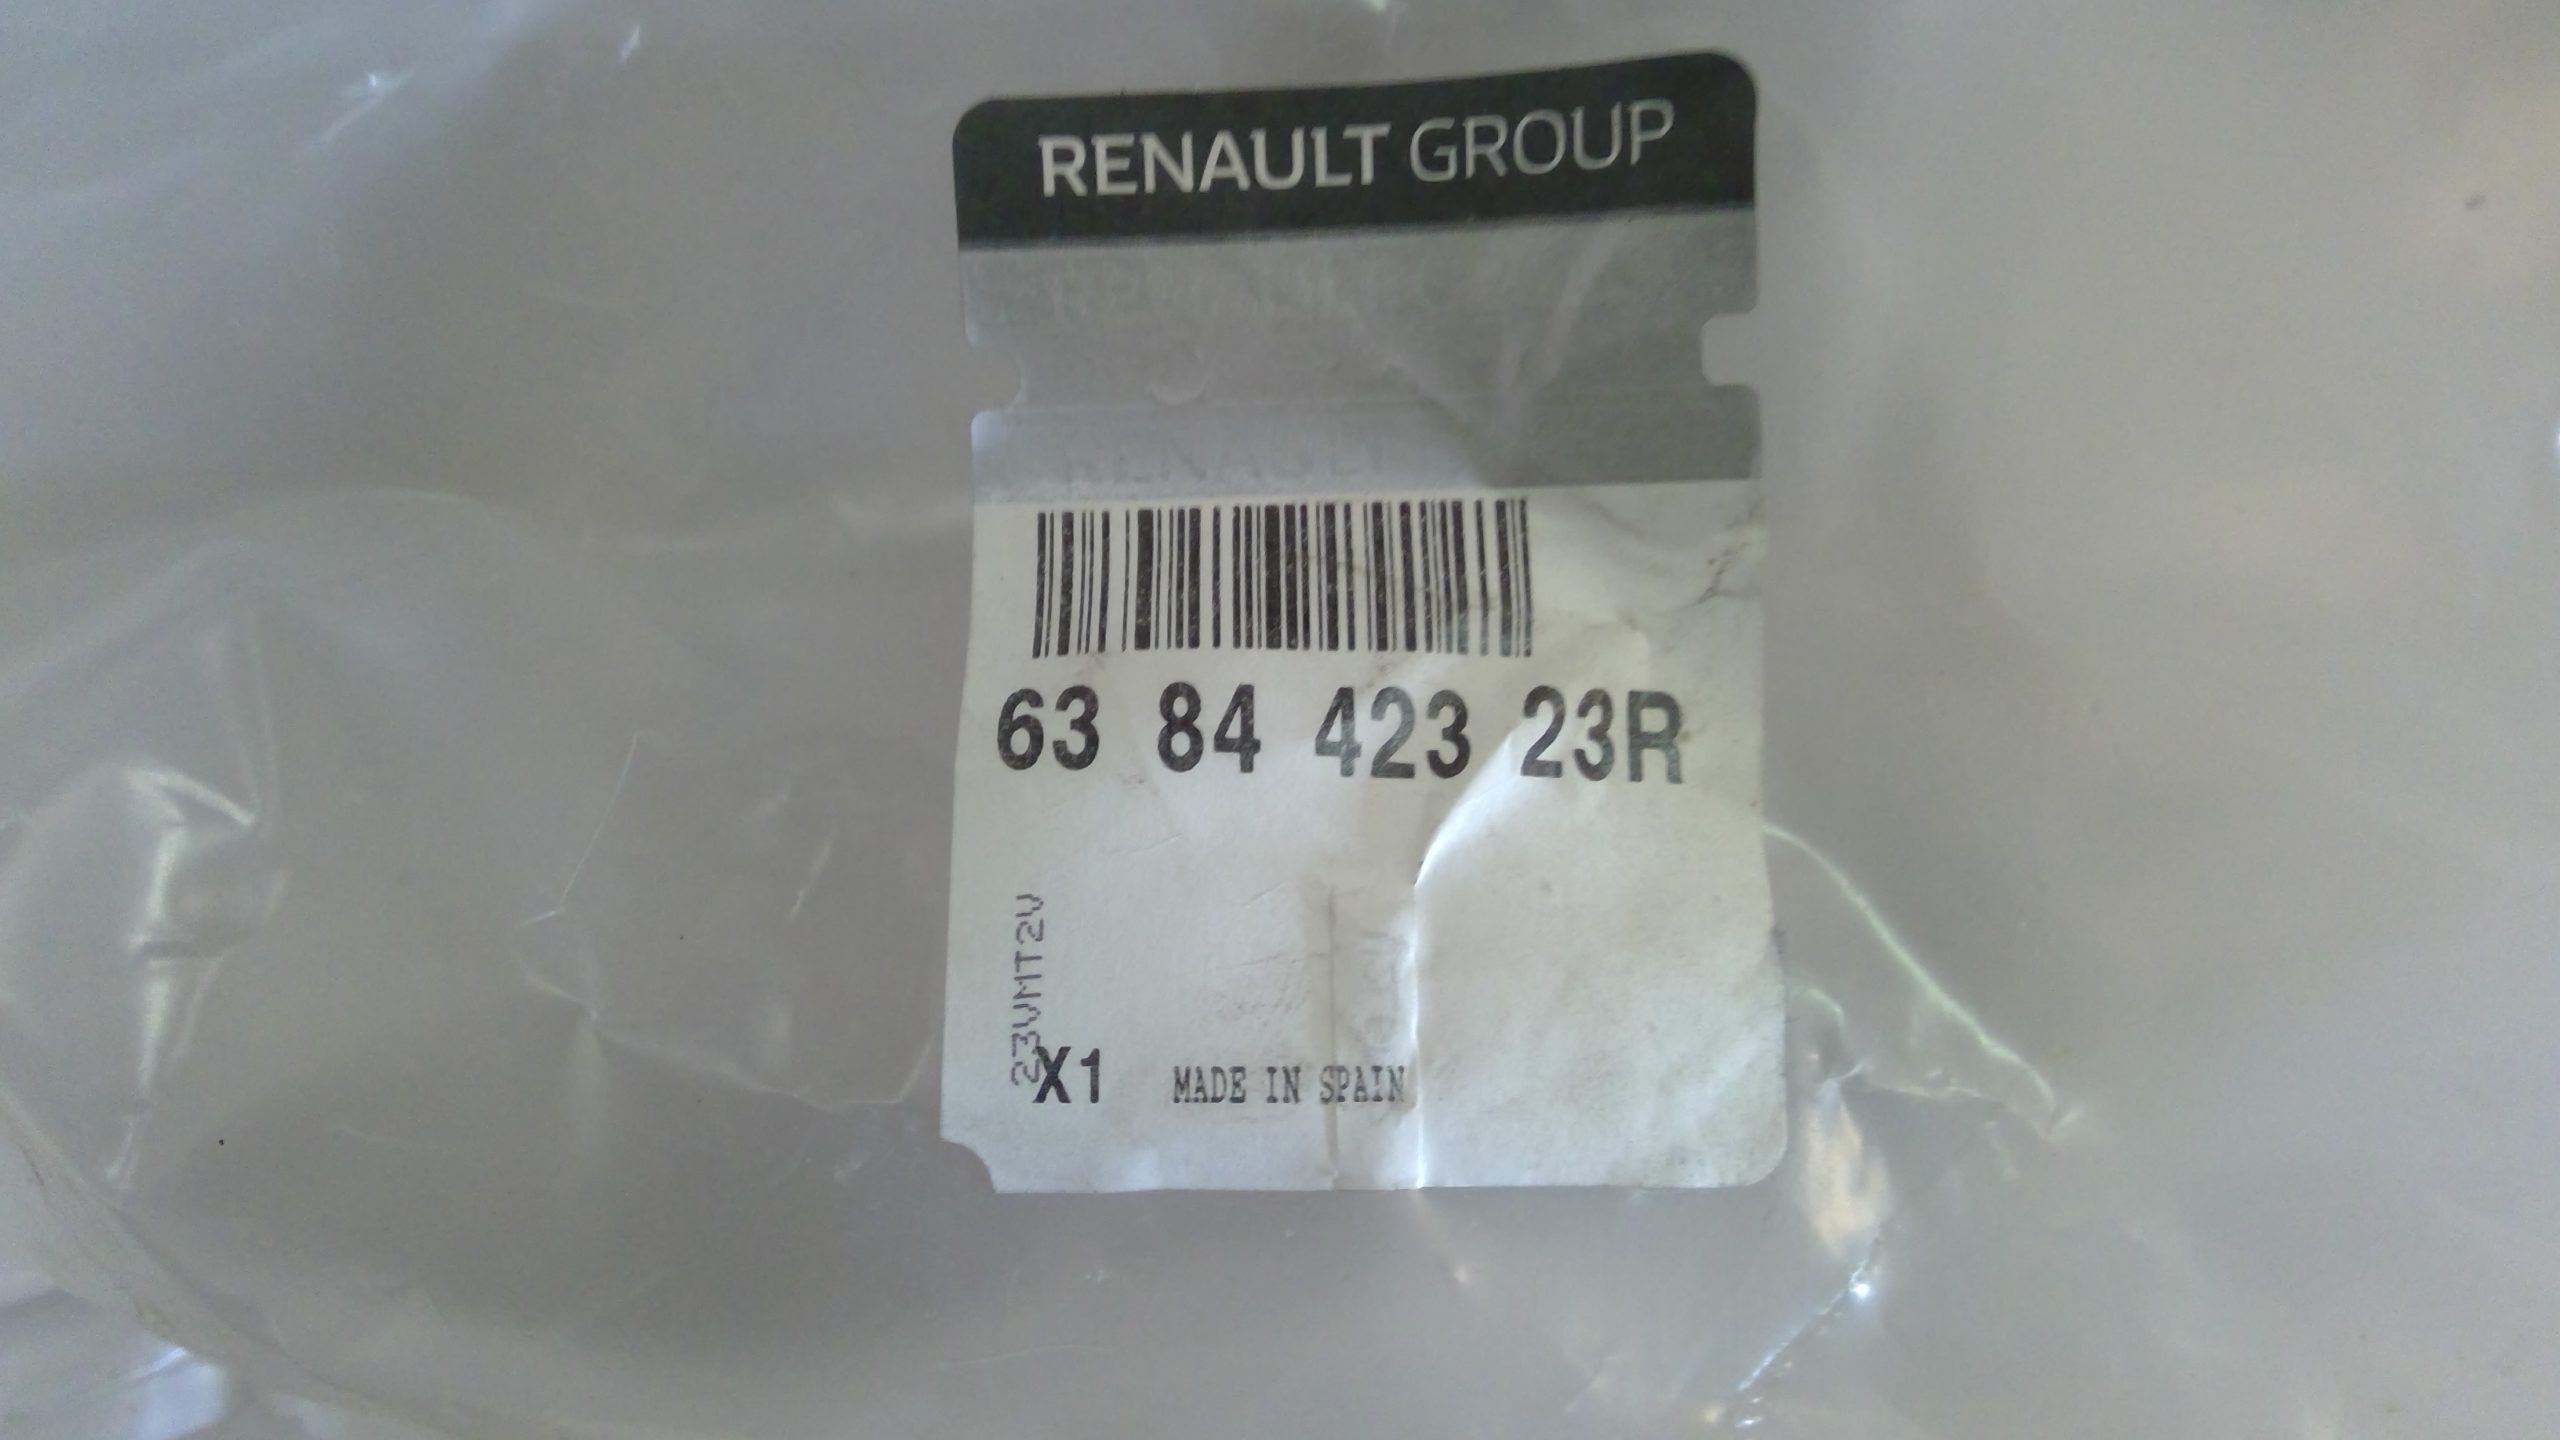 RENAULT GROUP
63 84 423 23R
23VMT2V
X1 MADE IN SPAIN